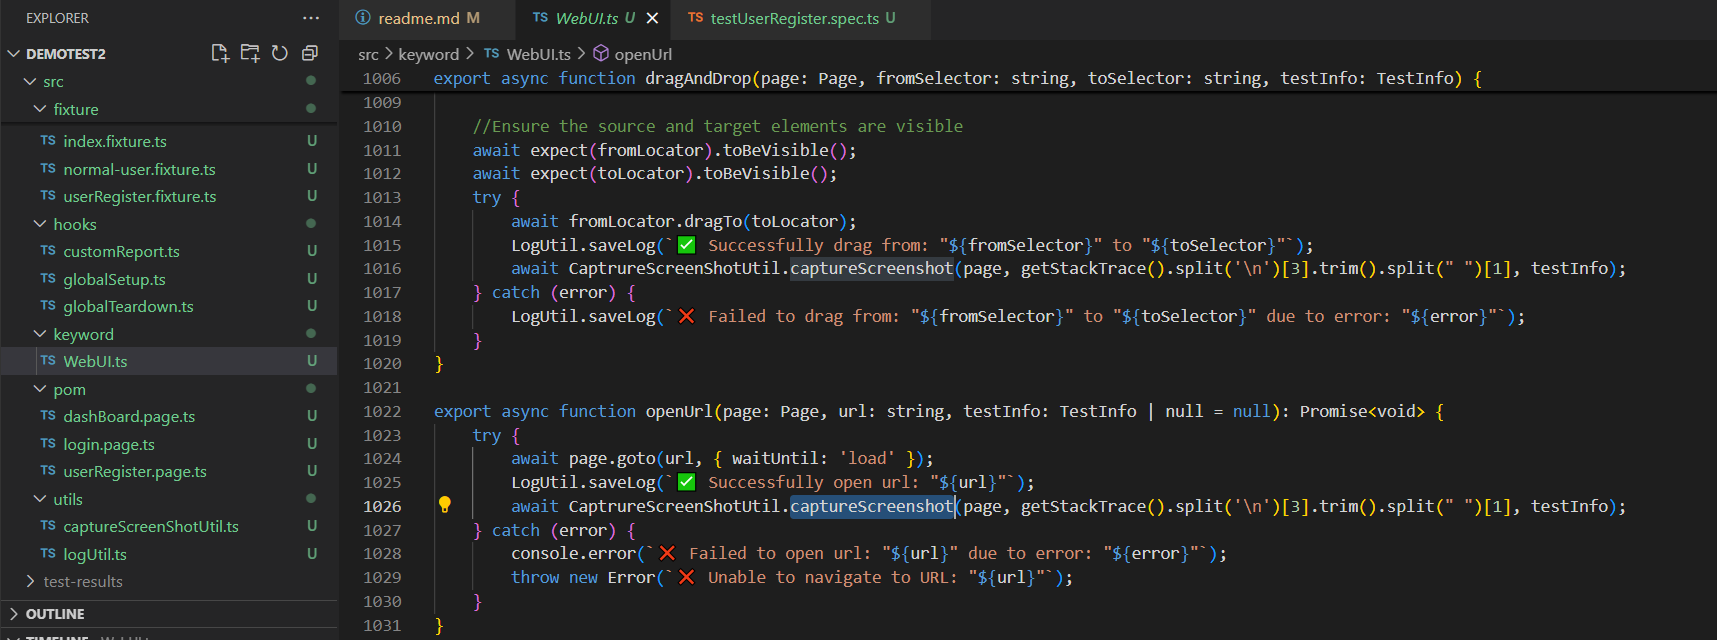 EXPLORER
···
DEMOTEST2
src
fixture
TS index.fixture.ts U
TS normal-user.fixture.ts U
TS userRegister.fixture.ts U
hooks
TS customReport.ts U
TS globalSetup.ts U
TS globalTeardown.ts U
keyword
TS WebUI.ts U
pom
TS dashBoard.page.ts U
TS login.page.ts U
TS userRegister.page.ts U
utils
TS captureScreenShotUtil.ts U
TS logUtil.ts U
test-results
OUTLINE
TIMELINE WebUI.ts
readme.md M
TS WebUI.ts U
TS testUserRegister.spec.ts U
src > keyword > TS WebUI.ts > openUrl
1006 export async function dragAndDrop(page: Page, fromSelector: string, toSelector: string, testInfo: TestInfo) {
1009
1010 //Ensure the source and target elements are visible
1011 await expect(fromLocator).toBeVisible();
1012 await expect(toLocator).toBeVisible();
1013 try {
1014 await fromLocator.dragTo(toLocator);
1015 LogUtil.saveLog(`✅ Successfully drag from: "${fromSelector}" to "${toSelector}"`);
1016 await CaptrureScreenShotUtil.captureScreenshot(page, getStackTrace().split('\n')[3].trim().split(" ")[1], testInfo);
1017 } catch (error) {
1018 LogUtil.saveLog(`❌ Failed to drag from: "${fromSelector}" to "${toSelector}" due to error: "${error}"`);
1019 }
1020 }
1021
1022 export async function openUrl(page: Page, url: string, testInfo: TestInfo | null = null): Promise<void> {
1023 try {
1024 await page.goto(url, { waitUntil: 'load' });
1025 LogUtil.saveLog(`✅ Successfully open url: "${url}"`);
1026 await CaptrureScreenShotUtil.captureScreenshot(page, getStackTrace().split('\n')[3].trim().split(" ")[1], testInfo);
1027 } catch (error) {
1028 console.error(`❌ Failed to open url: "${url}" due to error: "${error}"`);
1029 throw new Error(`❌ Unable to navigate to URL: "${url}"`);
1030 }
1031 }